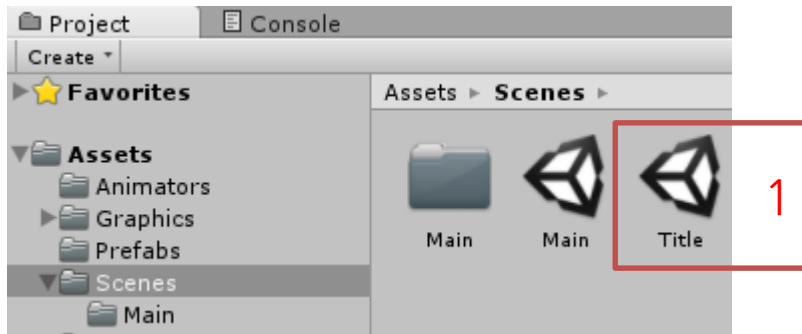 Project Console
Create
Favorites
Assets
Animators
Graphics
Prefabs
Scenes
Main
Assets Scenes
Main Main Title
1